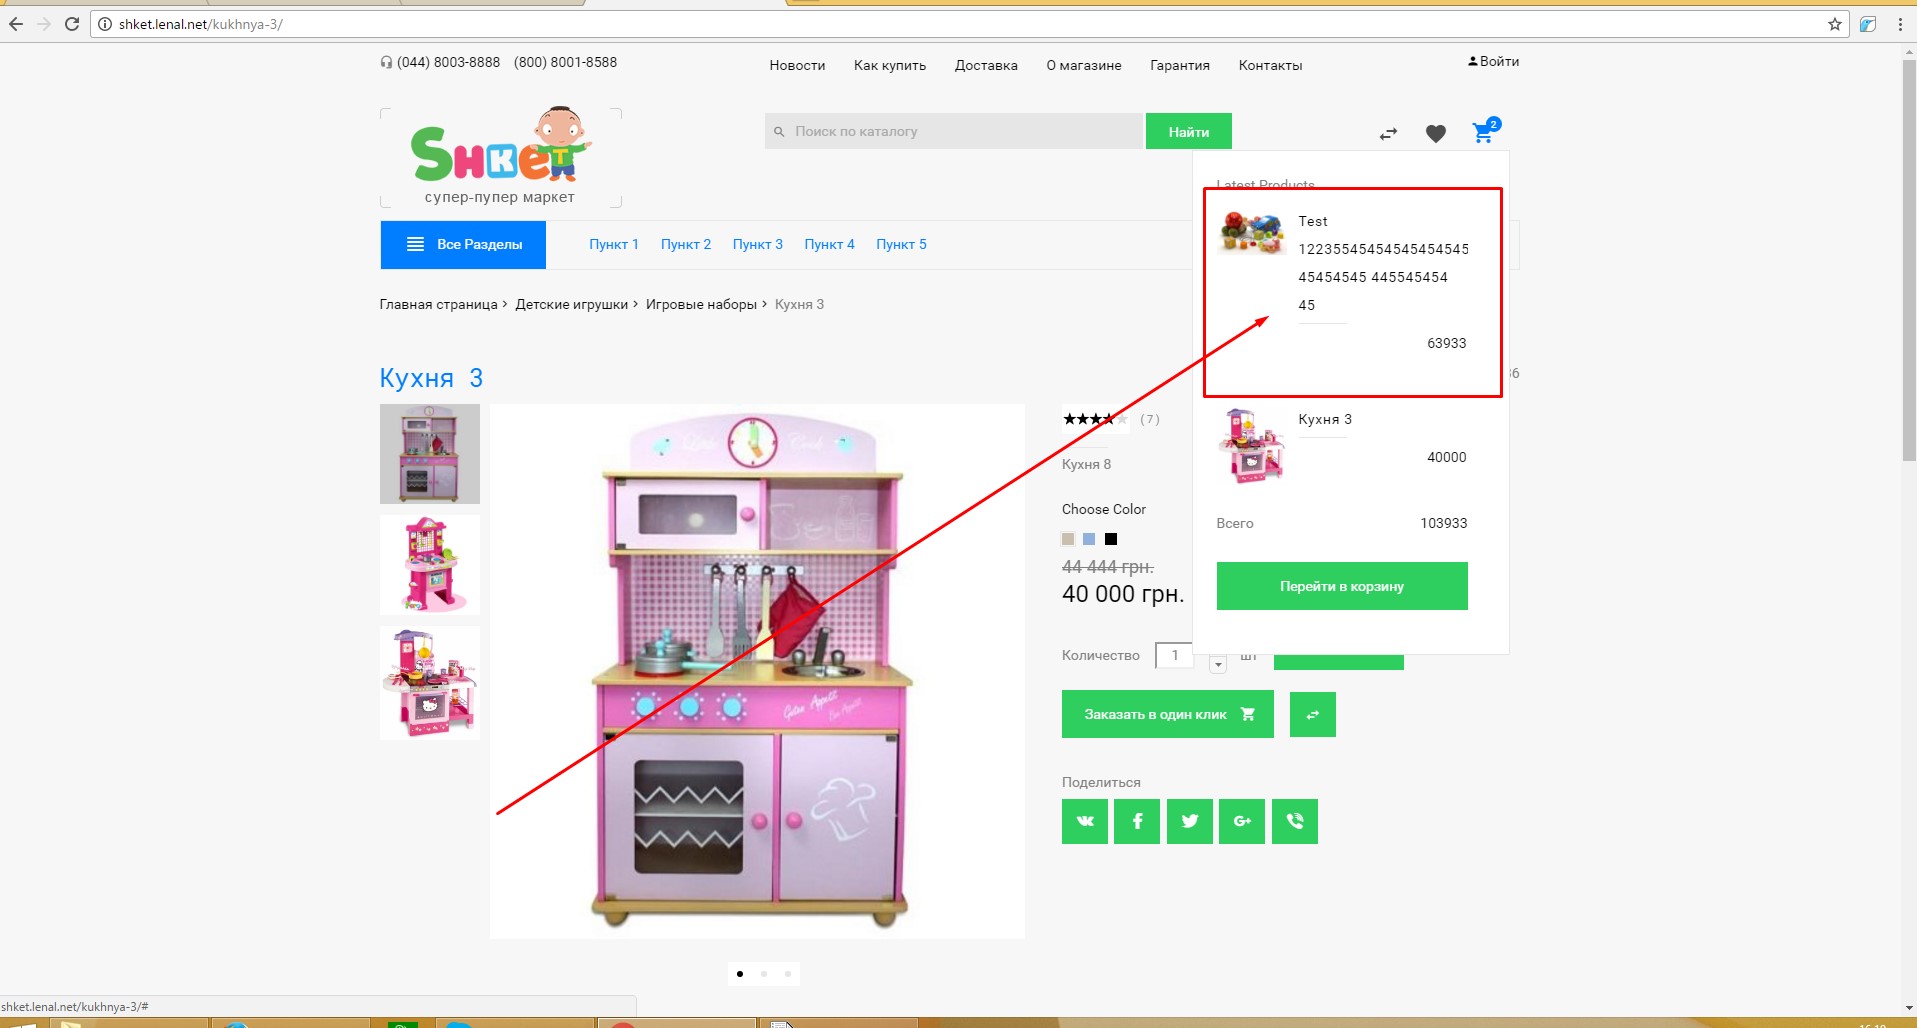 shket.lenal.net/kukhnya-3/
(044) 8003-8888 (800) 8001-8588
Новости Как купить Доставка О магазине Гарантия Контакты
Войти
SHKET
супер-пупер маркет
Поиск по каталогу
Найти
2
Latest Products
Все Разделы
Пункт 1 Пункт 2 Пункт 3 Пункт 4 Пункт 5
Test
12235545454545454545
45454545 445545454
45
63933
Главная страница > Детские игрушки > Игровые наборы > Кухня 3
Кухня 3
Кухня 3
40000
Всего 103933
Перейти в корзину
(7)
Кухня 8
Choose Color
44 444 грн.
40 000 грн.
Количество 1 шт
Заказать в один клик
Поделиться
shket.lenal.net/kukhnya-3/#